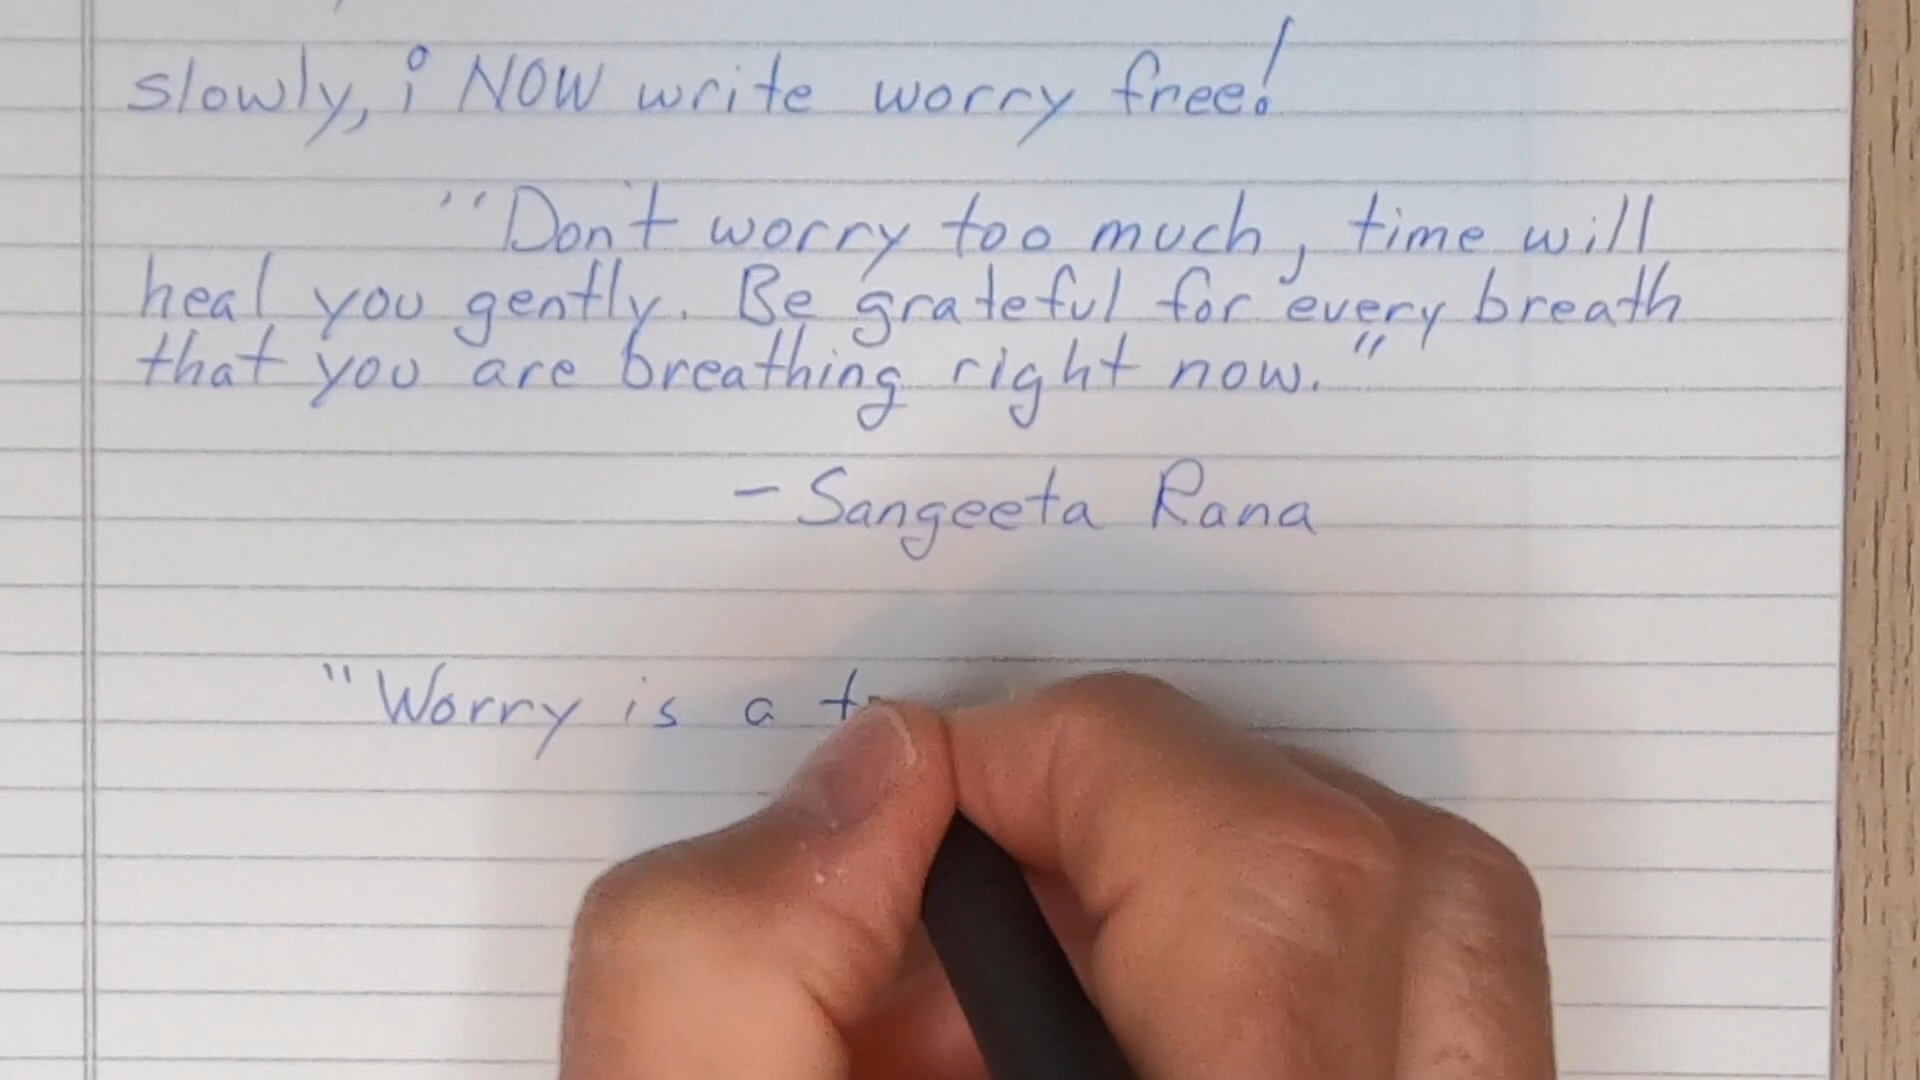 slowly, i NOW write worry free!
"Don't worry too much, time will
heal you gently. Be grateful for every breath
that you are breathing right now."
- Sangeeta Rana
"Worry is a